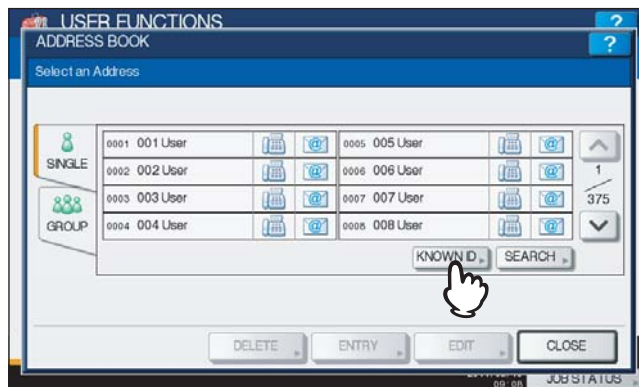 USER FUNCTIONS ?
ADDRESS BOOK ?
Select an Address
SINGLE
GROUP
0001 001 User
0002 002 User
0003 003 User
0004 004 User
0005 005 User
0006 006 User
0007 007 User
0008 008 User
1
375
KNOWN ID
SEARCH
DELETE
ENTRY
EDIT
CLOSE
09:08
JOB STATUS